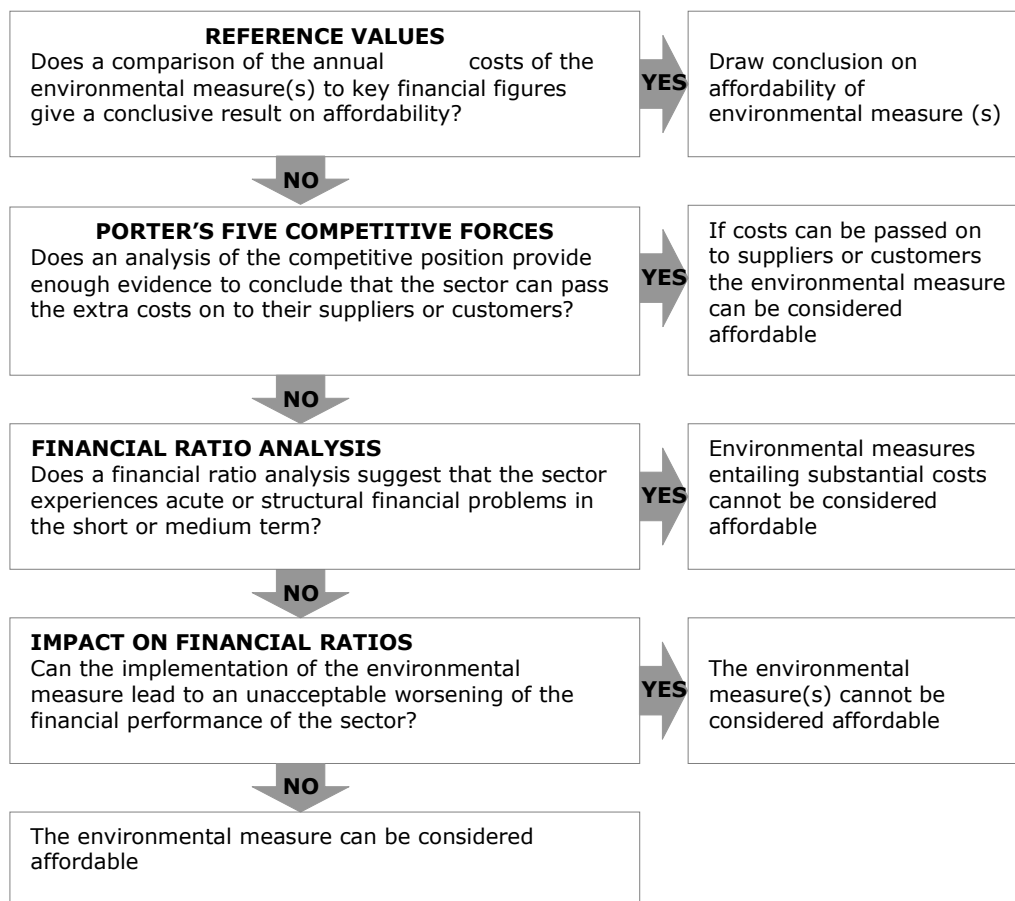 REFERENCE VALUES
Does a comparison of the annual costs of the
environmental measure(s) to key financial figures
give a conclusive result on affordability?
YES
Draw conclusion on
affordability of
environmental measure (s)
NO
PORTER'S FIVE COMPETITIVE FORCES
Does an analysis of the competitive position provide
enough evidence to conclude that the sector can pass
the extra costs on to their suppliers or customers?
YES
If costs can be passed on
to suppliers or customers
the environmental measure
can be considered
affordable
NO
FINANCIAL RATIO ANALYSIS
Does a financial ratio analysis suggest that the sector
experiences acute or structural financial problems in
the short or medium term?
YES
Environmental measures
entailing substantial costs
cannot be considered
affordable
NO
IMPACT ON FINANCIAL RATIOS
Can the implementation of the environmental
measure lead to an unacceptable worsening of the
financial performance of the sector?
YES
The environmental
measure(s) cannot be
considered affordable
NO
The environmental measure can be considered
affordable